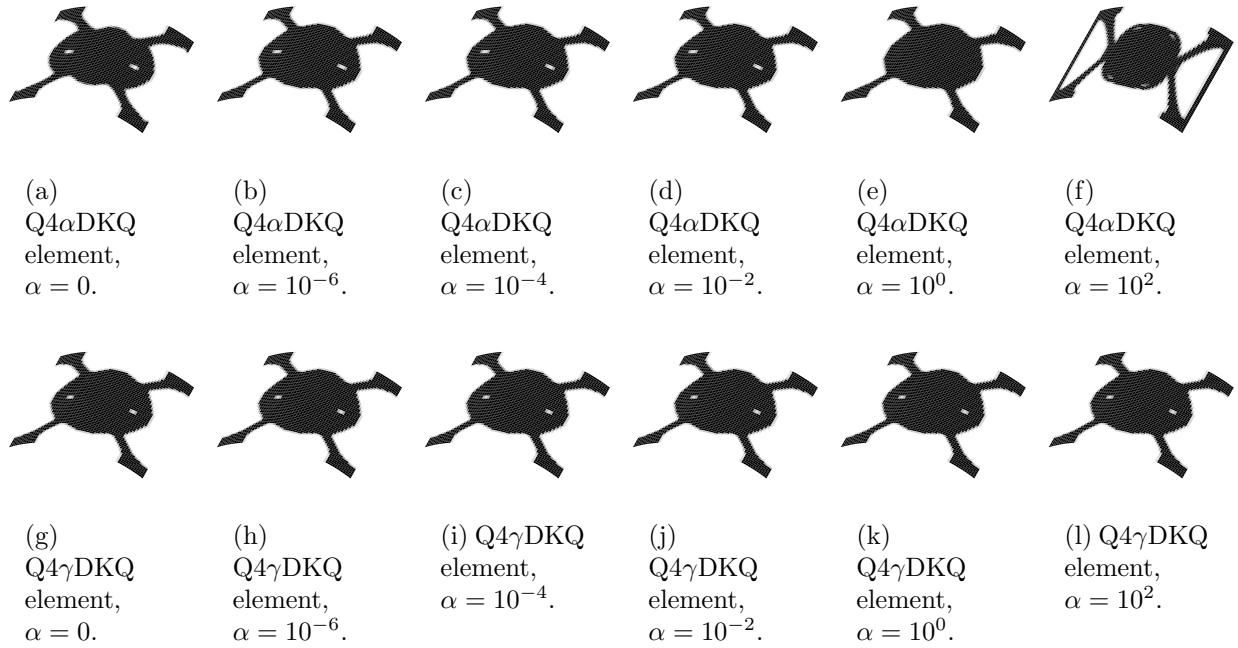 (a)
Q4αDKQ
element,
α = 0.
(b)
Q4αDKQ
element,
α = 10⁻⁶.
(c)
Q4αDKQ
element,
α = 10⁻⁴.
(d)
Q4αDKQ
element,
α = 10⁻².
(e)
Q4αDKQ
element,
α = 10⁰.
(f)
Q4αDKQ
element,
α = 10².
(g)
Q4γDKQ
element,
α = 0.
(h)
Q4γDKQ
element,
α = 10⁻⁶.
(i) Q4γDKQ
element,
α = 10⁻⁴.
(j)
Q4γDKQ
element,
α = 10⁻².
(k)
Q4γDKQ
element,
α = 10⁰.
(l) Q4γDKQ
element,
α = 10².